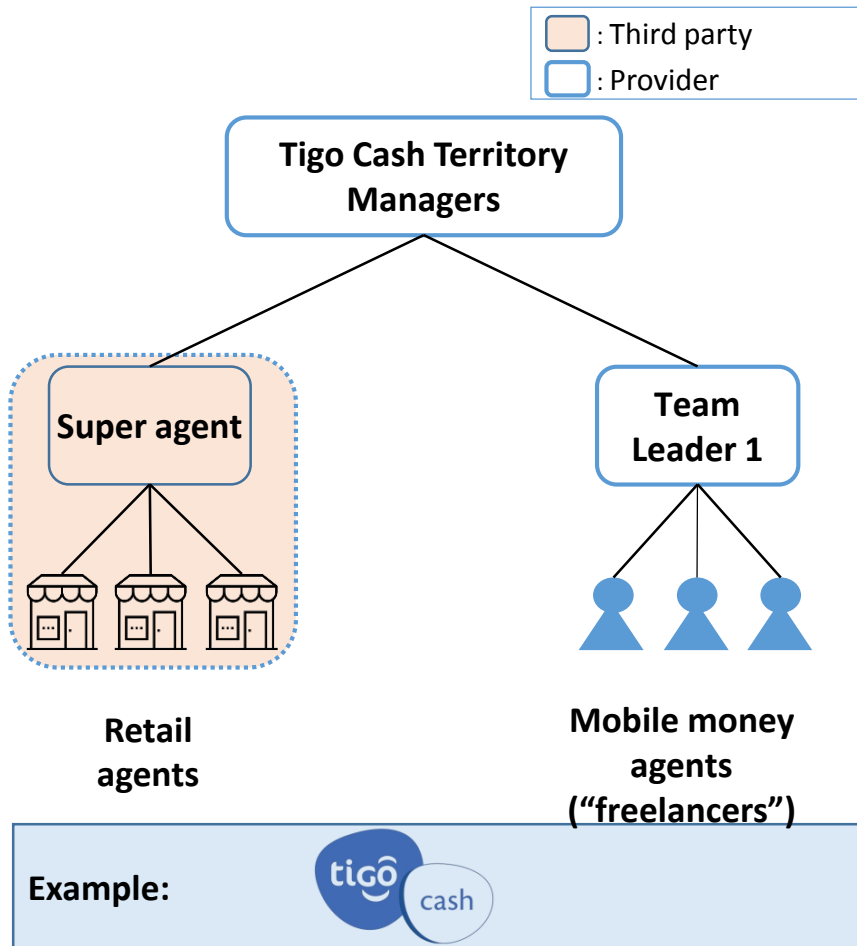 : Third party
: Provider
Tigo Cash Territory
Managers
Super agent
Team
Leader 1
Retail
agents
Mobile money
agents
(“freelancers”)
Example:
tigo
cash